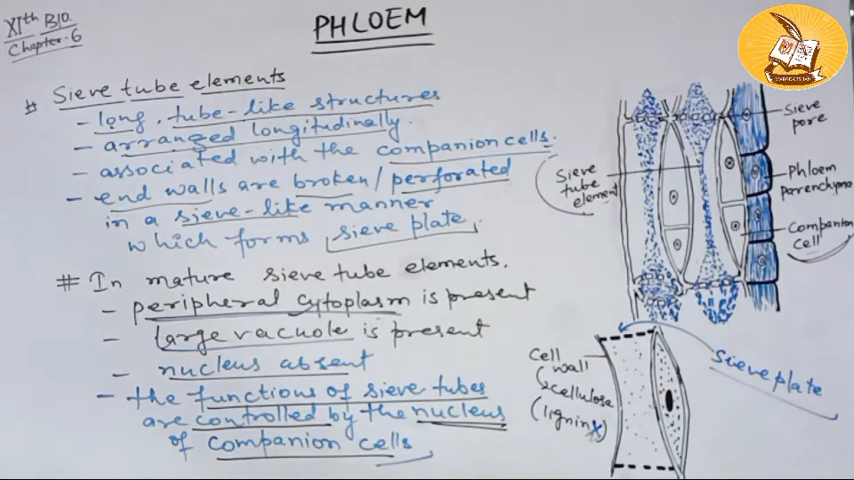 XIth BIO.
Chapter-6
PHLOEM
# Sieve tube elements
- long, tube-like structures
- arranged longitudinally.
- associated with the companion cells.
- end walls are broken/perforated
in a sieve-like manner
which forms sieve plate.
# In mature sieve tube elements.
- peripheral cytoplasm is present
- large vacuole is present
- nucleus absent
- the functions of sieve tubes
are controlled by the nucleus
of companion cells
Sieve
pore
Sieve
tube
element
Phloem
parenchyma
Companion
cell
Cell
wall
cellulose
(lignin x)
Sieve plate